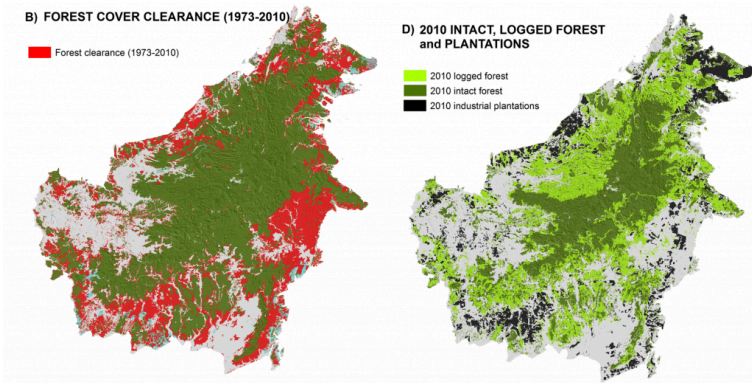 B) FOREST COVER CLEARANCE (1973-2010)
Forest clearance (1973-2010)
D) 2010 INTACT, LOGGED FOREST
and PLANTATIONS
2010 logged forest
2010 intact forest
2010 industrial plantations